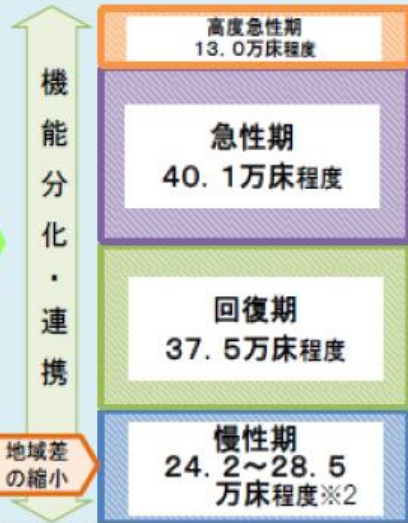 機能分化・連携
高度急性期
13.0万床程度
急性期
40.1万床程度
回復期
37.5万床程度
地域差
の縮小
慢性期
24.2~28.5
万床程度※2